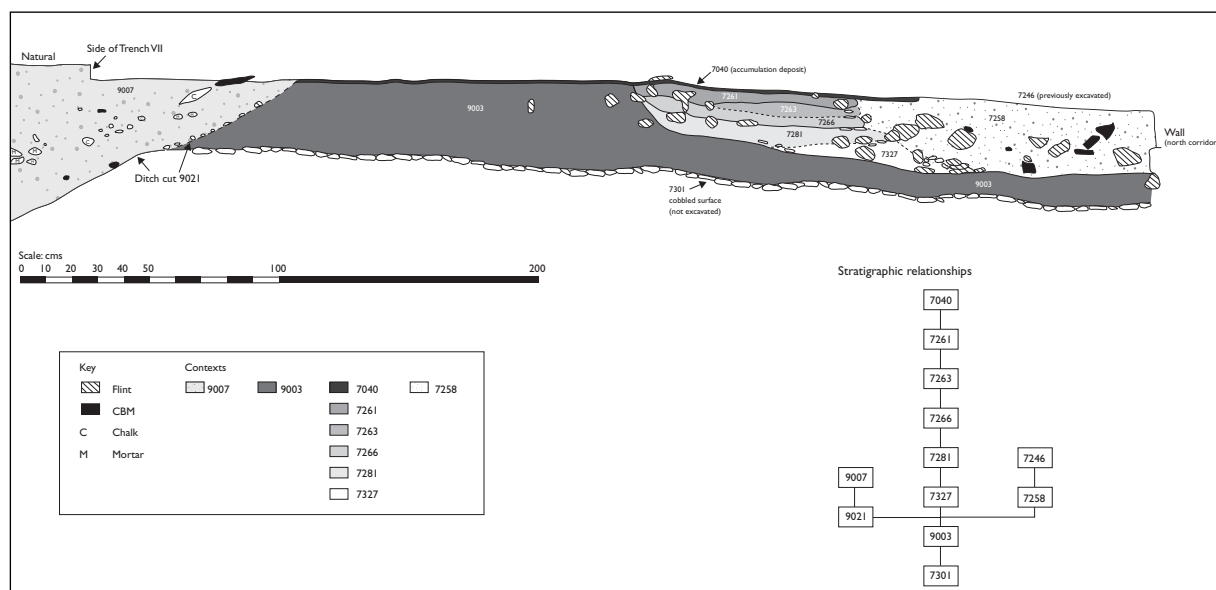 Natural
Side of Trench VII
9007
C
C
C
M
M
M
Ditch cut 9021
9003
7040 (accumulation deposit)
7261
7263
7266
7281
7327
7246 (previously excavated)
7258
Wall
(north corridor)
9003
7301
cobbled surface
(not excavated)
Scale: cms
0 10 20 30 40 50 100 200
Stratigraphic relationships
7040
7261
7263
7266
7281 7246
9007
7327 7258
9021
9003
7301
Key Contexts
Flint 9007 9003 7040 7258
CBM 7261
C Chalk 7263
M Mortar 7266
7281
7327